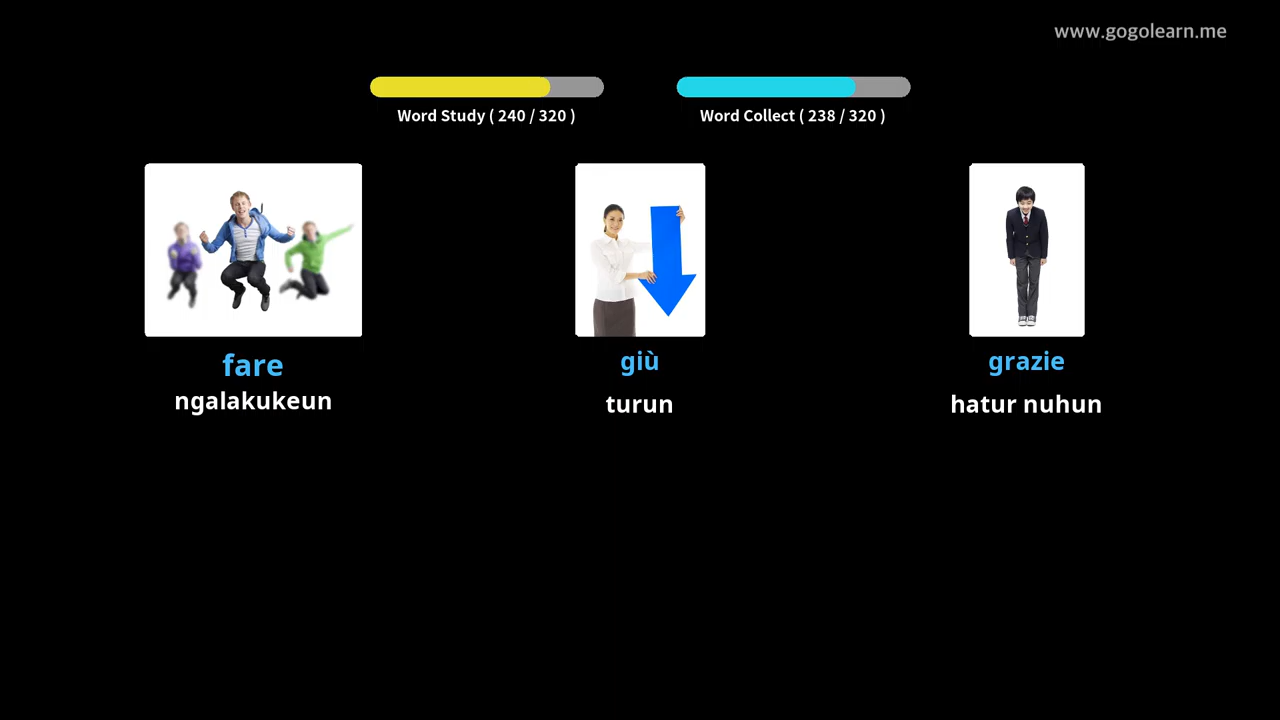 www.gogolearn.me
Word Study ( 240 / 320 )
Word Collect ( 238 / 320 )
fare
ngalakukeun
giù
turun
grazie
hatur nuhun